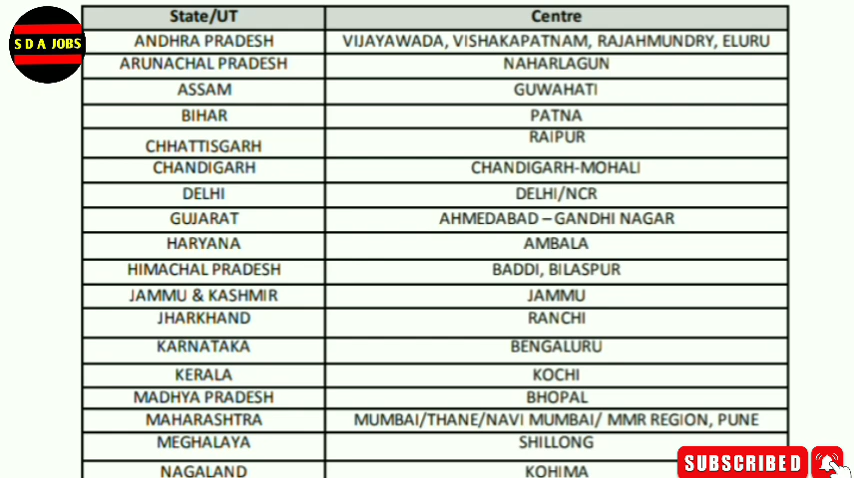 S D A JOBS
State/UT Centre
ANDHRA PRADESH VIJAYAWADA, VISHAKAPATNAM, RAJAHMUNDRY, ELURU
ARUNACHAL PRADESH NAHARLAGUN
ASSAM GUWAHATI
BIHAR PATNA
CHHATTISGARH RAIPUR
CHANDIGARH CHANDIGARH-MOHALI
DELHI DELHI/NCR
GUJARAT AHMEDABAD – GANDHI NAGAR
HARYANA AMBALA
HIMACHAL PRADESH BADDI, BILASPUR
JAMMU & KASHMIR JAMMU
JHARKHAND RANCHI
KARNATAKA BENGALURU
KERALA KOCHI
MADHYA PRADESH BHOPAL
MAHARASHTRA MUMBAI/THANE/NAVI MUMBAI/ MMR REGION, PUNE
MEGHALAYA SHILLONG
NAGALAND KOHIMA
SUBSCRIBED